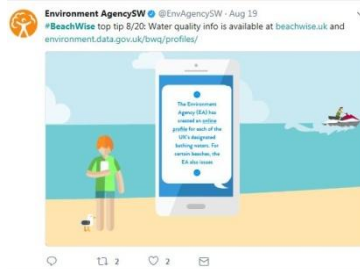 Environment AgencySW @EnvAgencySW · Aug 19
#BeachWise top tip 8/20: Water quality info is available at beachwise.uk and
environment.data.gov.uk/bwq/profiles/
The Environment
Agency (EA) has
created an online
profile for each of the
UK's designated
bathing waters. For
certain beaches, the
EA also issues
2
2